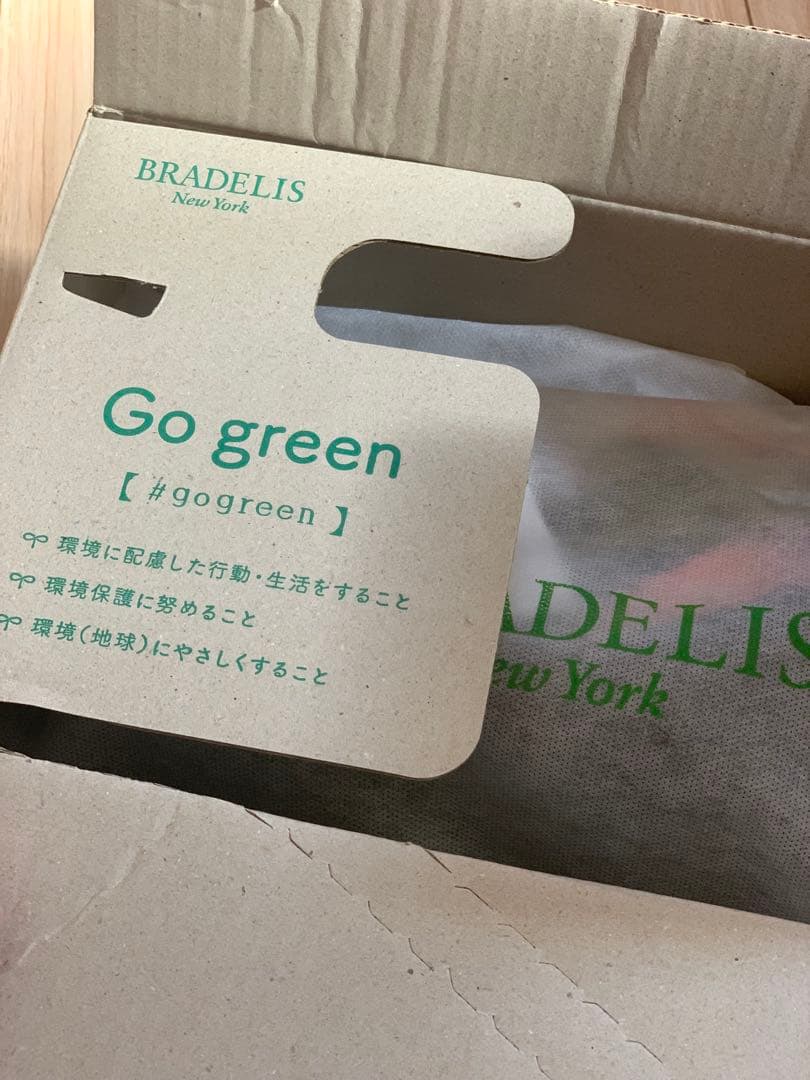 BRADELIS
New York
Go green
【 #gogreen 】
環境に配慮した行動・生活をすること
環境保護に努めること
環境(地球)にやさしくすること
ADELIS
ew York